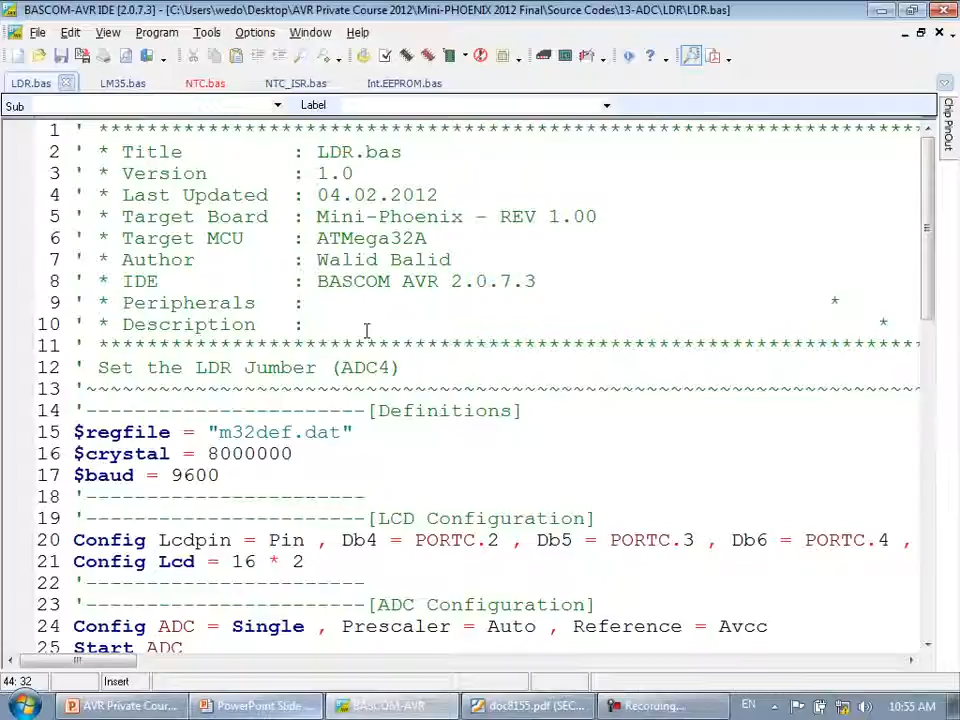 BASCOM-AVR IDE [2.0.7.3] - [C:\Users\wedo\Desktop\AVR Private Course 2012\Mini-PHOENIX 2012 Final\Source Codes\13-ADC\LDR\LDR.bas]
File Edit View Program Tools Options Window Help
LDR.bas LM35.bas NTC.bas NTC_ISR.bas Int.EEPROM.bas
Sub Label
Chip PinOut
1 ' ********************************************************************
2 ' * Title : LDR.bas
3 ' * Version : 1.0
4 ' * Last Updated : 04.02.2012
5 ' * Target Board : Mini-Phoenix - REV 1.00
6 ' * Target MCU : ATMega32A
7 ' * Author : Walid Balid
8 ' * IDE : BASCOM AVR 2.0.7.3
9 ' * Peripherals : *
10 ' * Description : *
11 ' ********************************************************************
12 ' Set the LDR Jumber (ADC4)
13 '~~~~~~~~~~~~~~~~~~~~~~~~~~~~~~~~~~~~~~~~~~~~~~~~~~~~~~~~~~~~~~~~~~~~~
14 '-----------------------[Definitions]
15 $regfile = "m32def.dat"
16 $crystal = 8000000
17 $baud = 9600
18 '-----------------------
19 '-----------------------[LCD Configuration]
20 Config Lcdpin = Pin , Db4 = PORTC.2 , Db5 = PORTC.3 , Db6 = PORTC.4 ,
21 Config Lcd = 16 * 2
22 '-----------------------
23 '-----------------------[ADC Configuration]
24 Config ADC = Single , Prescaler = Auto , Reference = Avcc
25 Start ADC
44: 32 Insert
AVR Private Cour... PowerPoint Slide ... BASCOM-AVR doc8155.pdf (SEC... Recording... EN 10:55 AM